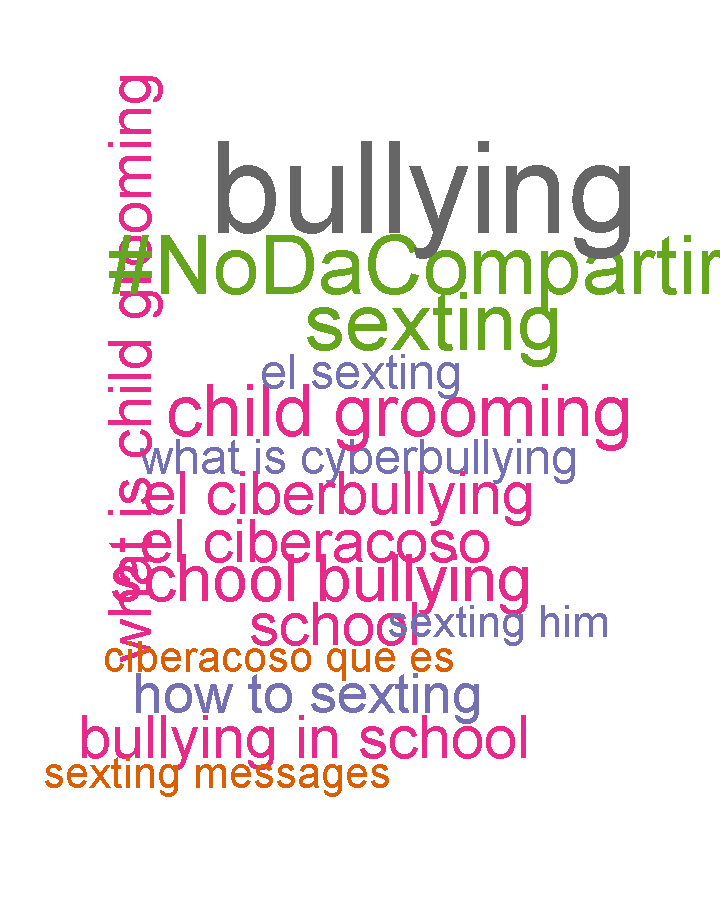 what is child grooming
bullying
#NoDaCompartir
sexting
el sexting
child grooming
what is cyberbullying
el ciberbullying
el ciberacoso
school bullying
school
sexting him
ciberacoso que es
how to sexting
bullying in school
sexting messages